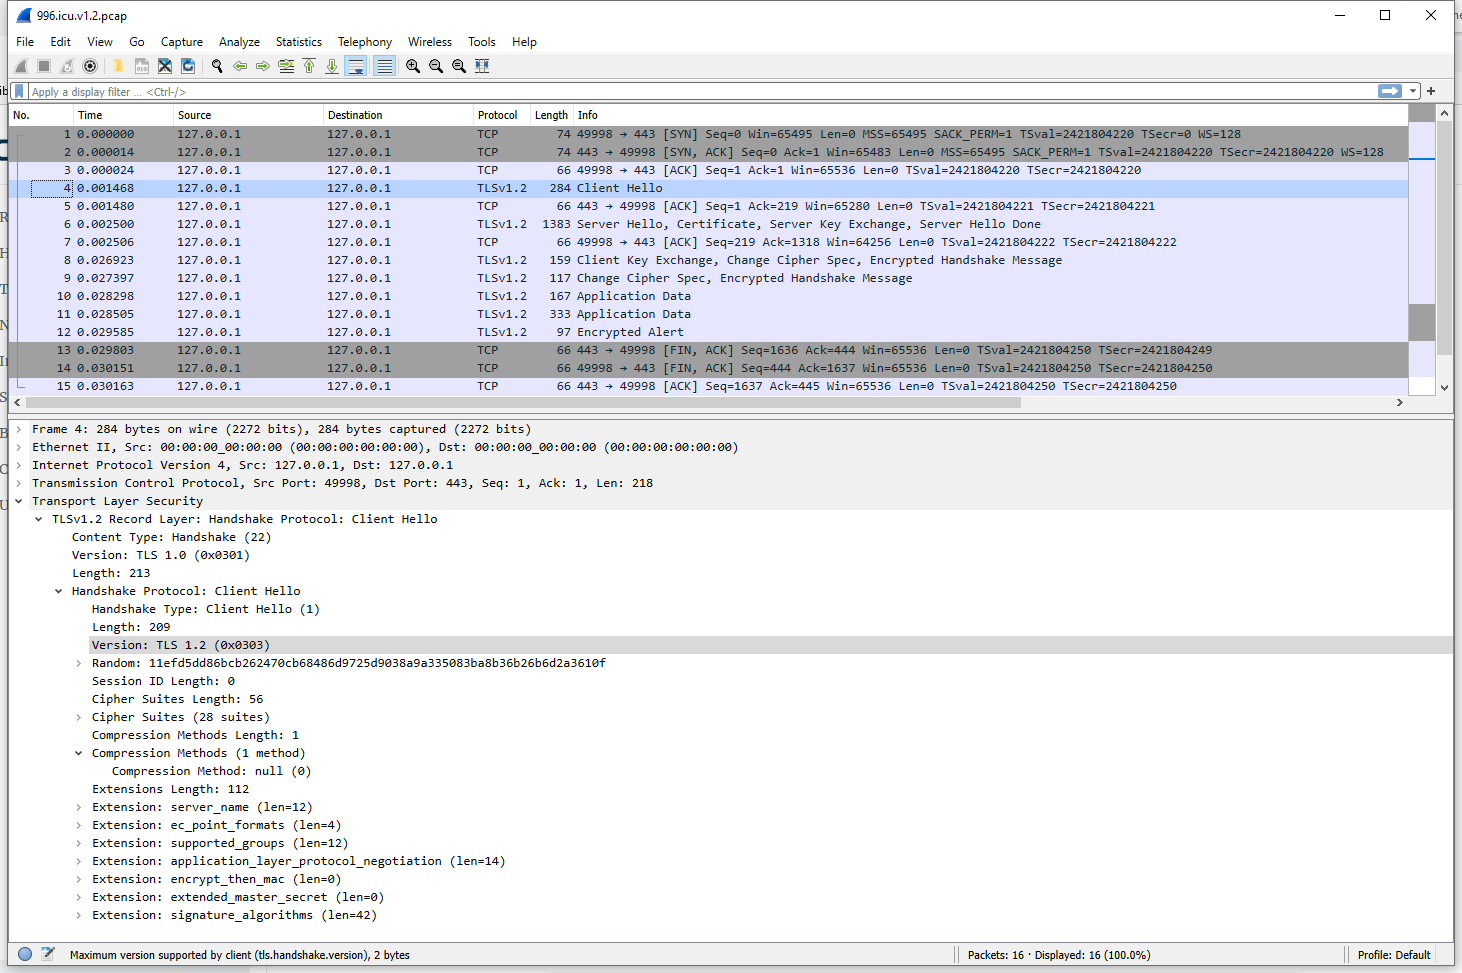 996.icu.v1.2.pcap
File Edit View Go Capture Analyze Statistics Telephony Wireless Tools Help
Apply a display filter ... <Ctrl-/>
No. Time Source Destination Protocol Length Info
1 0.000000 127.0.0.1 127.0.0.1 TCP 74 49998 → 443 [SYN] Seq=0 Win=65495 Len=0 MSS=65495 SACK_PERM=1 TSval=2421804220 TSecr=0 WS=128
2 0.000014 127.0.0.1 127.0.0.1 TCP 74 443 → 49998 [SYN, ACK] Seq=0 Ack=1 Win=65483 Len=0 MSS=65495 SACK_PERM=1 TSval=2421804220 TSecr=2421804220 WS=128
3 0.000024 127.0.0.1 127.0.0.1 TCP 66 49998 → 443 [ACK] Seq=1 Ack=1 Win=65536 Len=0 TSval=2421804220 TSecr=2421804220
4 0.001468 127.0.0.1 127.0.0.1 TLSv1.2 284 Client Hello
5 0.001480 127.0.0.1 127.0.0.1 TCP 66 443 → 49998 [ACK] Seq=1 Ack=219 Win=65280 Len=0 TSval=2421804221 TSecr=2421804221
6 0.002500 127.0.0.1 127.0.0.1 TLSv1.2 1383 Server Hello, Certificate, Server Key Exchange, Server Hello Done
7 0.002506 127.0.0.1 127.0.0.1 TCP 66 49998 → 443 [ACK] Seq=219 Ack=1318 Win=64256 Len=0 TSval=2421804222 TSecr=2421804222
8 0.026923 127.0.0.1 127.0.0.1 TLSv1.2 159 Client Key Exchange, Change Cipher Spec, Encrypted Handshake Message
9 0.027397 127.0.0.1 127.0.0.1 TLSv1.2 117 Change Cipher Spec, Encrypted Handshake Message
10 0.028298 127.0.0.1 127.0.0.1 TLSv1.2 167 Application Data
11 0.028505 127.0.0.1 127.0.0.1 TLSv1.2 333 Application Data
12 0.029585 127.0.0.1 127.0.0.1 TLSv1.2 97 Encrypted Alert
13 0.029803 127.0.0.1 127.0.0.1 TCP 66 443 → 49998 [FIN, ACK] Seq=1636 Ack=444 Win=65536 Len=0 TSval=2421804250 TSecr=2421804249
14 0.030151 127.0.0.1 127.0.0.1 TCP 66 49998 → 443 [FIN, ACK] Seq=444 Ack=1637 Win=65536 Len=0 TSval=2421804250 TSecr=2421804250
15 0.030163 127.0.0.1 127.0.0.1 TCP 66 443 → 49998 [ACK] Seq=1637 Ack=445 Win=65536 Len=0 TSval=2421804250 TSecr=2421804250
Frame 4: 284 bytes on wire (2272 bits), 284 bytes captured (2272 bits)
Ethernet II, Src: 00:00:00_00:00:00 (00:00:00:00:00:00), Dst: 00:00:00_00:00:00 (00:00:00:00:00:00)
Internet Protocol Version 4, Src: 127.0.0.1, Dst: 127.0.0.1
Transmission Control Protocol, Src Port: 49998, Dst Port: 443, Seq: 1, Ack: 1, Len: 218
Transport Layer Security
TLSv1.2 Record Layer: Handshake Protocol: Client Hello
Content Type: Handshake (22)
Version: TLS 1.0 (0x0301)
Length: 213
Handshake Protocol: Client Hello
Handshake Type: Client Hello (1)
Length: 209
Version: TLS 1.2 (0x0303)
Random: 11efd5dd86bcb262470cb68486d9725d9038a9a335083ba8b36b26b6d2a3610f
Session ID Length: 0
Cipher Suites Length: 56
Cipher Suites (28 suites)
Compression Methods Length: 1
Compression Methods (1 method)
Compression Method: null (0)
Extensions Length: 112
Extension: server_name (len=12)
Extension: ec_point_formats (len=4)
Extension: supported_groups (len=12)
Extension: application_layer_protocol_negotiation (len=14)
Extension: encrypt_then_mac (len=0)
Extension: extended_master_secret (len=0)
Extension: signature_algorithms (len=42)
Maximum version supported by client (tls.handshake.version), 2 bytes
Packets: 16 · Displayed: 16 (100.0%)
Profile: Default